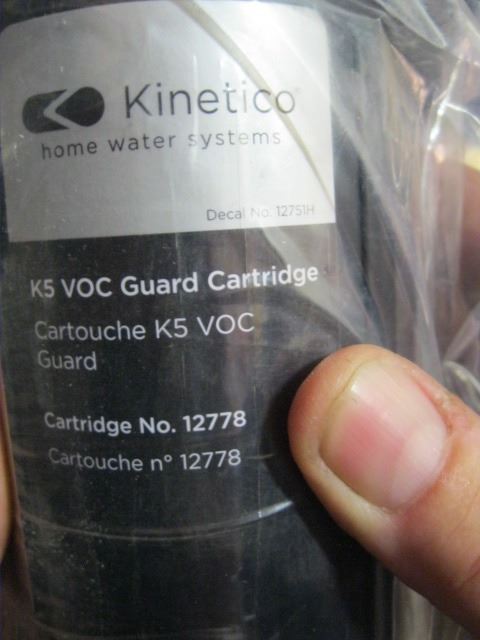 Kinetico
home water systems
Decal No. 12751H
K5 VOC Guard Cartridge
Cartouche K5 VOC
Guard
Cartridge No. 12778
Cartouche n° 12778